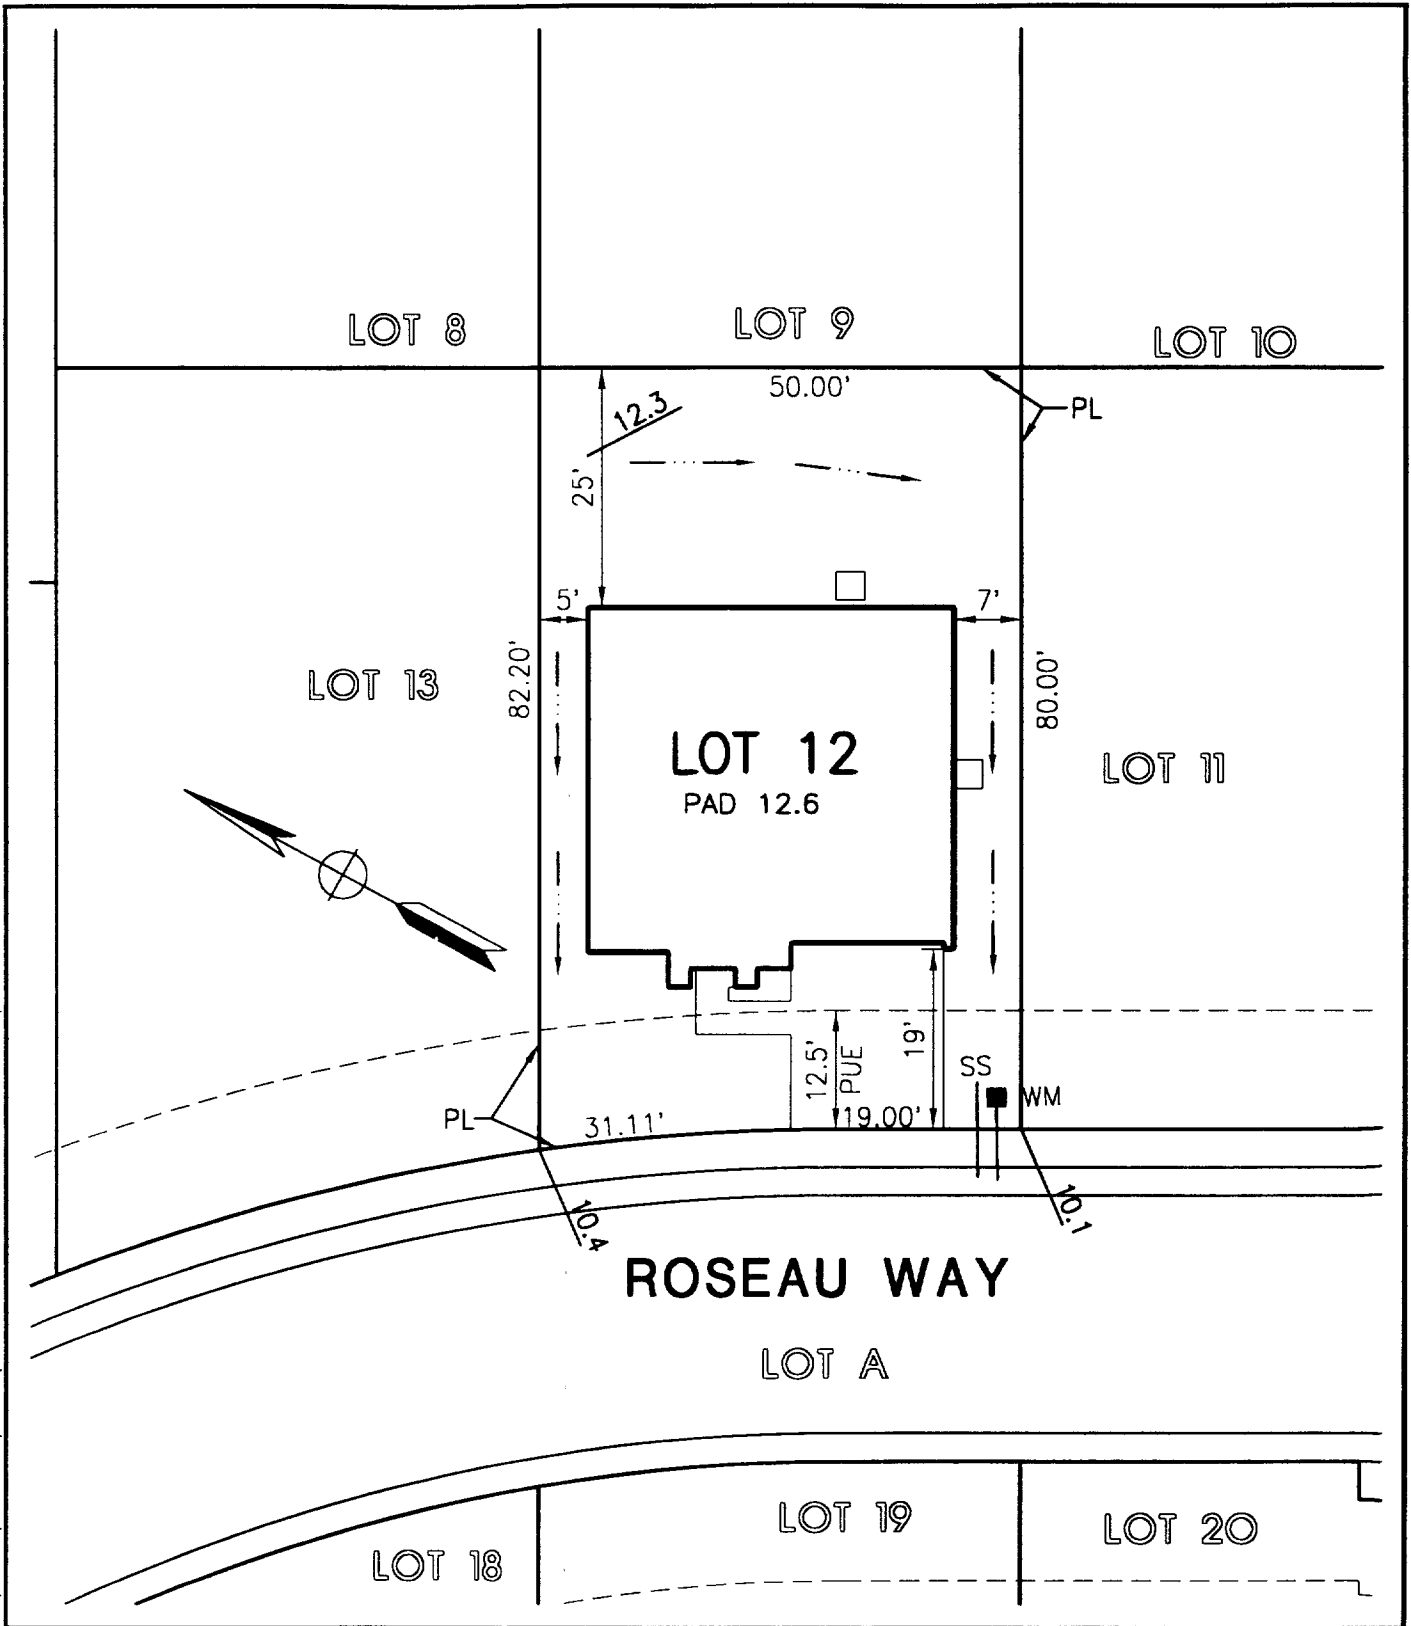 LOT 8
LOT 9
LOT 10
50.00'
12.3
PL
25'
5'
7'
82.20'
80.00'
LOT 13
LOT 12
PAD 12.6
LOT 11
12.5'
PUE
19'
SS
WM
PL
31.11'
19.00'
10.4
10.1
ROSEAU WAY
LOT A
LOT 18
LOT 19
LOT 20